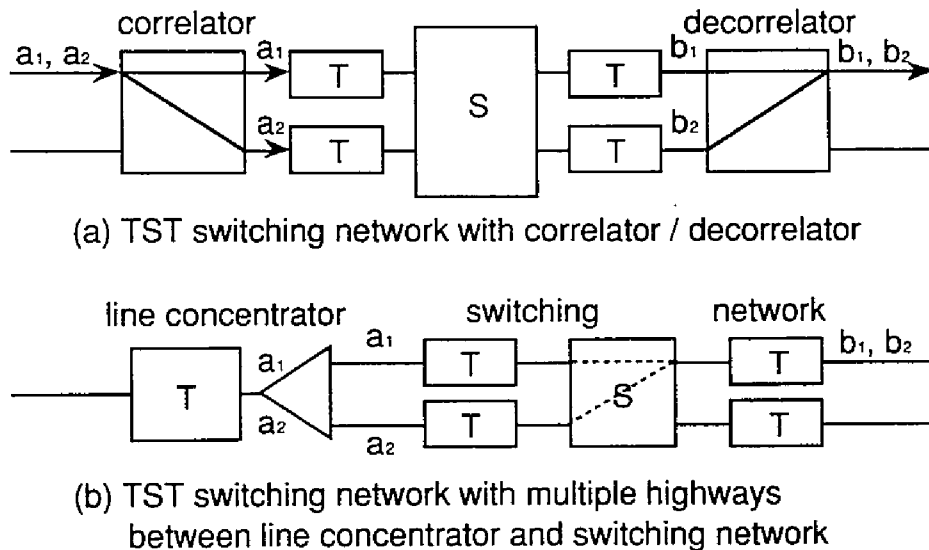 correlator
decorrelator
a1, a2
a1
T
S
T
b1
b1, b2
a2
T
T
b2
(a) TST switching network with correlator / decorrelator
line concentrator
switching
network
a1
a1
T
T
b1, b2
T
S
a2
a2
T
T
(b) TST switching network with multiple highways
between line concentrator and switching network